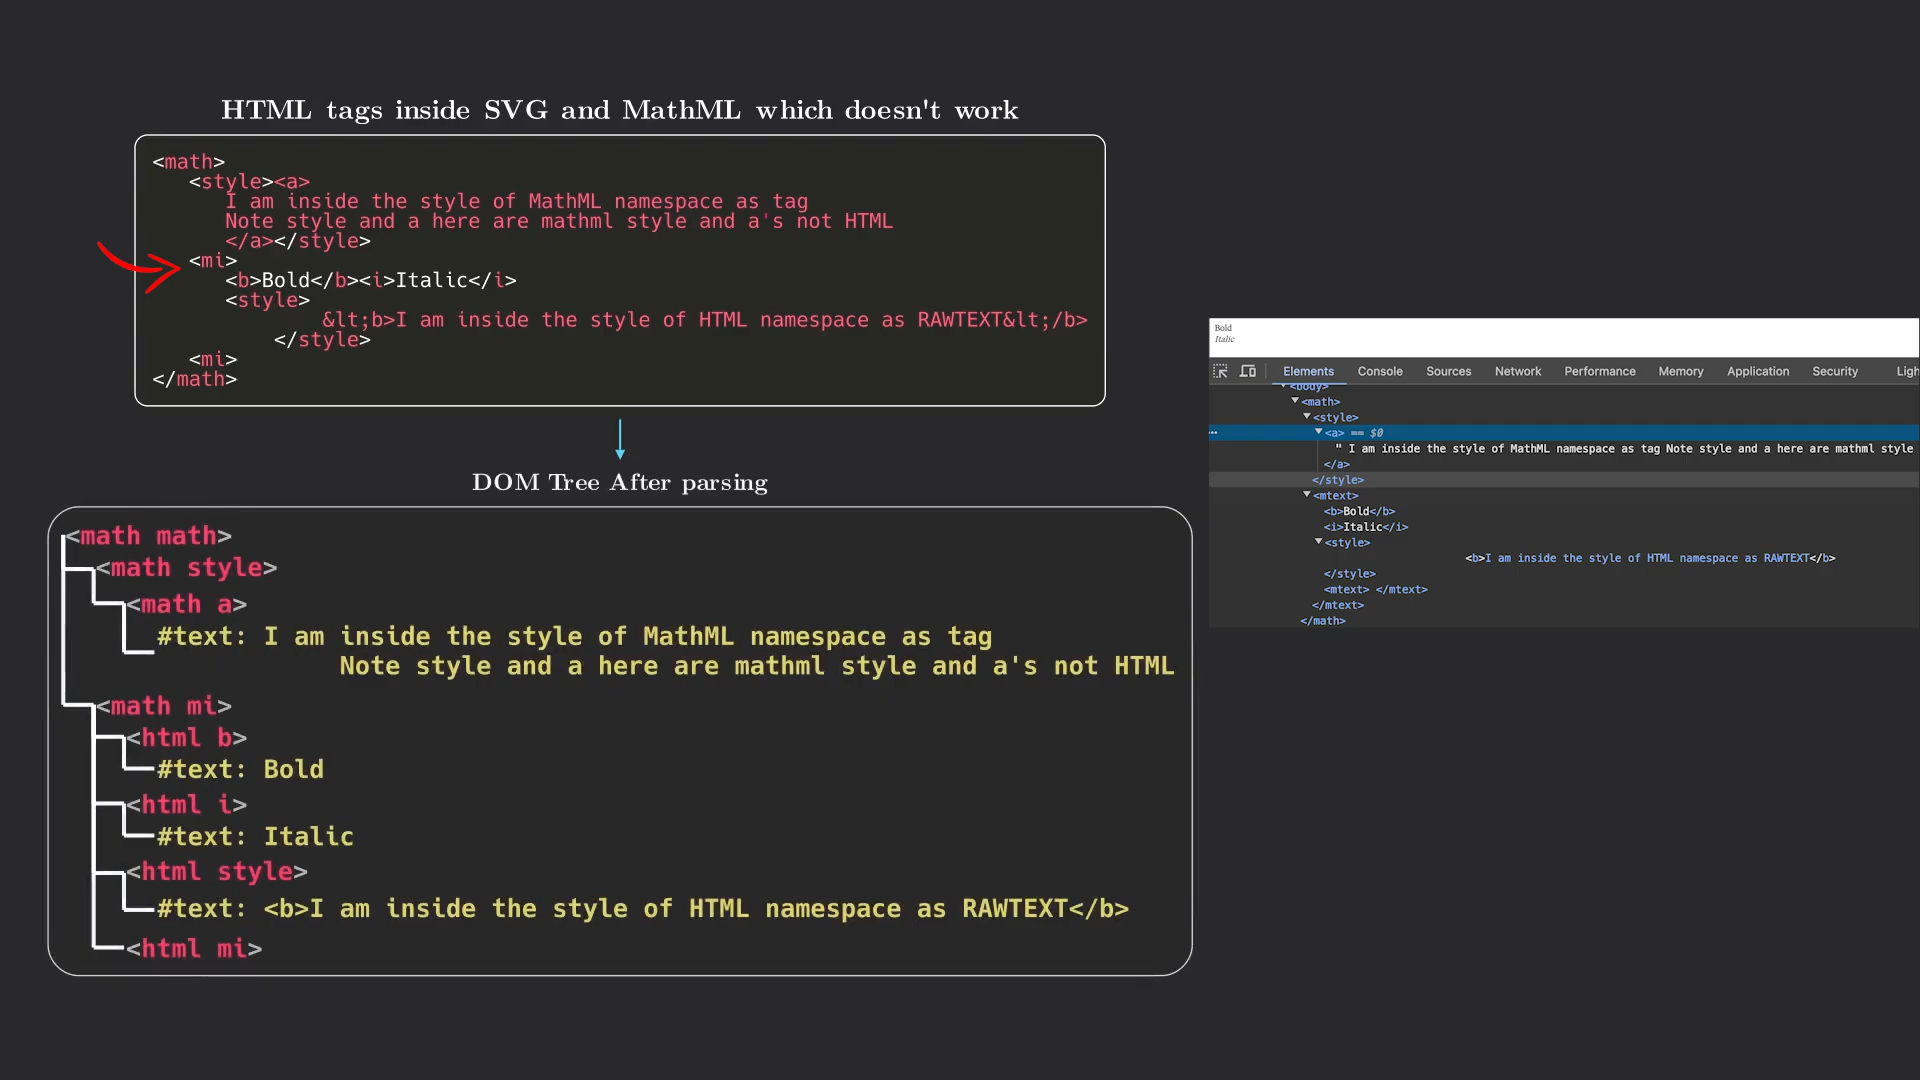 HTML tags inside SVG and MathML which doesn't work
<math>
<style><a>
I am inside the style of MathML namespace as tag
Note style and a here are mathml style and a's not HTML
</a></style>
<mi>
<b>Bold</b><i>Italic</i>
<style>
&lt;b>I am inside the style of HTML namespace as RAWTEXT&lt;/b>
</style>
<mi>
</math>
DOM Tree After parsing
<math math>
<math style>
<math a>
#text: I am inside the style of MathML namespace as tag
Note style and a here are mathml style and a's not HTML
<math mi>
<html b>
#text: Bold
<html i>
#text: Italic
<html style>
#text: <b>I am inside the style of HTML namespace as RAWTEXT</b>
<html mi>
Bold
Italic
Elements Console Sources Network Performance Memory Application Security Ligh
<body>
<math>
<style>
<a> == $0
" I am inside the style of MathML namespace as tag Note style and a here are mathml style
</a>
</style>
<mtext>
<b>Bold</b>
<i>Italic</i>
<style>
<b>I am inside the style of HTML namespace as RAWTEXT</b>
</style>
<mtext> </mtext>
</mtext>
</math>